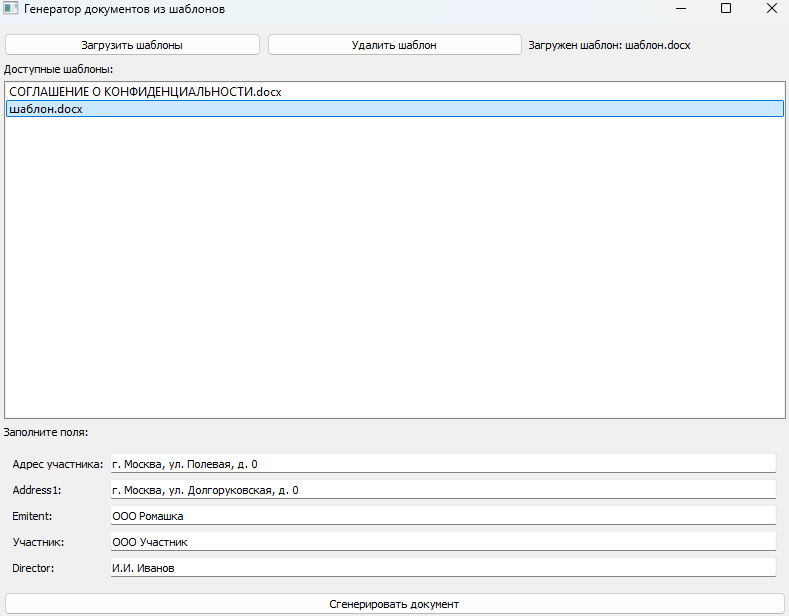 Генератор документов из шаблонов
Загрузить шаблоны Удалить шаблон Загружен шаблон: шаблон.docx
Доступные шаблоны:
СОГЛАШЕНИЕ О КОНФИДЕНЦИАЛЬНОСТИ.docx
шаблон.docx
Заполните поля:
Адрес участника: г. Москва, ул. Полевая, д. 0
Address1: г. Москва, ул. Долгоруковская, д. 0
Emitent: ООО Ромашка
Участник: ООО Участник
Director: И.И. Иванов
Сгенерировать документ